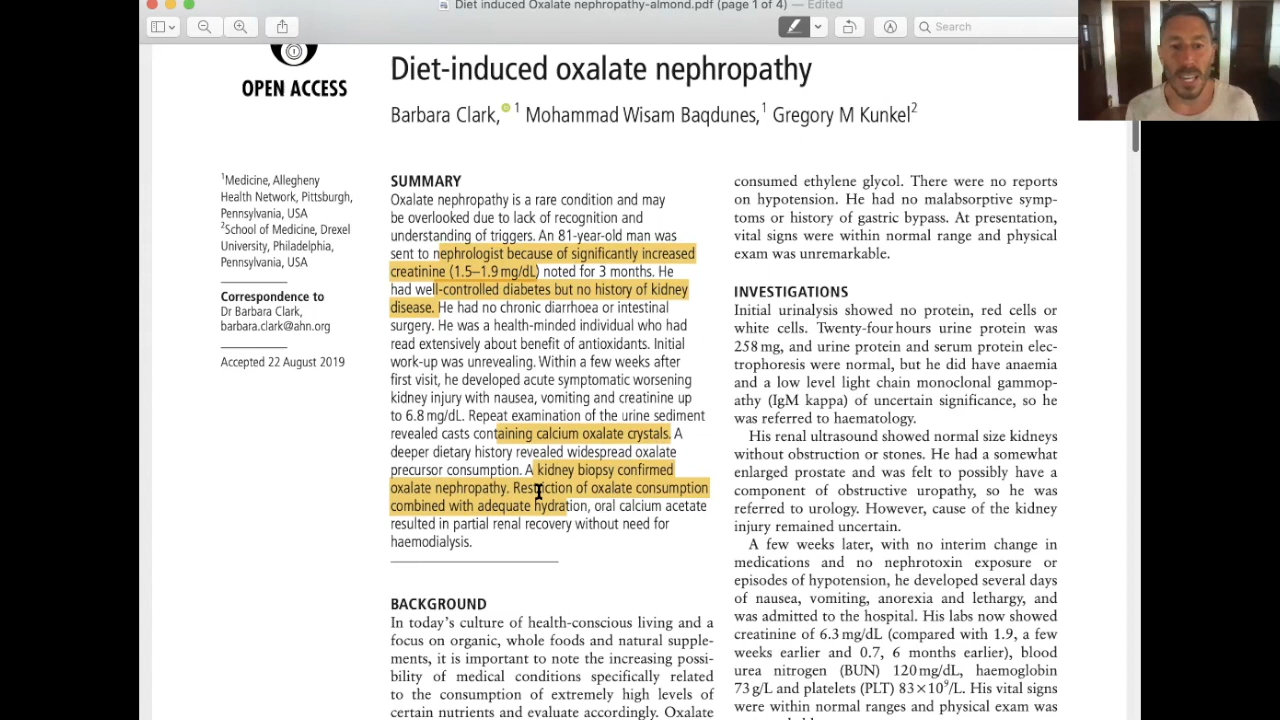 Diet induced Oxalate nephropathy-almond.pdf (page 1 of 4) — Edited
Search
OPEN ACCESS
Diet-induced oxalate nephropathy
Barbara Clark, 1 Mohammad Wisam Baqdunes,1 Gregory M Kunkel2
1Medicine, Allegheny
Health Network, Pittsburgh,
Pennsylvania, USA
2School of Medicine, Drexel
University, Philadelphia,
Pennsylvania, USA
Correspondence to
Dr Barbara Clark,
barbara.clark@ahn.org
Accepted 22 August 2019
SUMMARY
Oxalate nephropathy is a rare condition and may
be overlooked due to lack of recognition and
understanding of triggers. An 81-year-old man was
sent to nephrologist because of significantly increased
creatinine (1.5–1.9 mg/dL) noted for 3 months. He
had well-controlled diabetes but no history of kidney
disease. He had no chronic diarrhoea or intestinal
surgery. He was a health-minded individual who had
read extensively about benefit of antioxidants. Initial
work-up was unrevealing. Within a few weeks after
first visit, he developed acute symptomatic worsening
kidney injury with nausea, vomiting and creatinine up
to 6.8 mg/dL. Repeat examination of the urine sediment
revealed casts containing calcium oxalate crystals. A
deeper dietary history revealed widespread oxalate
precursor consumption. A kidney biopsy confirmed
oxalate nephropathy. Restriction of oxalate consumption
combined with adequate hydration, oral calcium acetate
resulted in partial renal recovery without need for
haemodialysis.
BACKGROUND
In today's culture of health-conscious living and a
focus on organic, whole foods and natural supple-
ments, it is important to note the increasing possi-
bility of medical conditions specifically related
to the consumption of extremely high levels of
certain nutrients and evaluate accordingly. Oxalate
consumed ethylene glycol. There were no reports
on hypotension. He had no malabsorptive symp-
toms or history of gastric bypass. At presentation,
vital signs were within normal range and physical
exam was unremarkable.
INVESTIGATIONS
Initial urinalysis showed no protein, red cells or
white cells. Twenty-four hours urine protein was
258 mg, and urine protein and serum protein elec-
trophoresis were normal, but he did have anaemia
and a low level light chain monoclonal gammop-
athy (IgM kappa) of uncertain significance, so he
was referred to haematology.
His renal ultrasound showed normal size kidneys
without obstruction or stones. He had a somewhat
enlarged prostate and was felt to possibly have a
component of obstructive uropathy, so he was
referred to urology. However, cause of the kidney
injury remained uncertain.
A few weeks later, with no interim change in
medications and no nephrotoxin exposure or
episodes of hypotension, he developed several days
of nausea, vomiting, anorexia and lethargy, and
was admitted to the hospital. His labs now showed
creatinine of 6.3 mg/dL (compared with 1.9, a few
weeks earlier and 0.7, 6 months earlier), blood
urea nitrogen (BUN) 120 mg/dL, haemoglobin
73 g/L and platelets (PLT) 83×10⁹/L. His vital signs
were within normal ranges and physical exam was